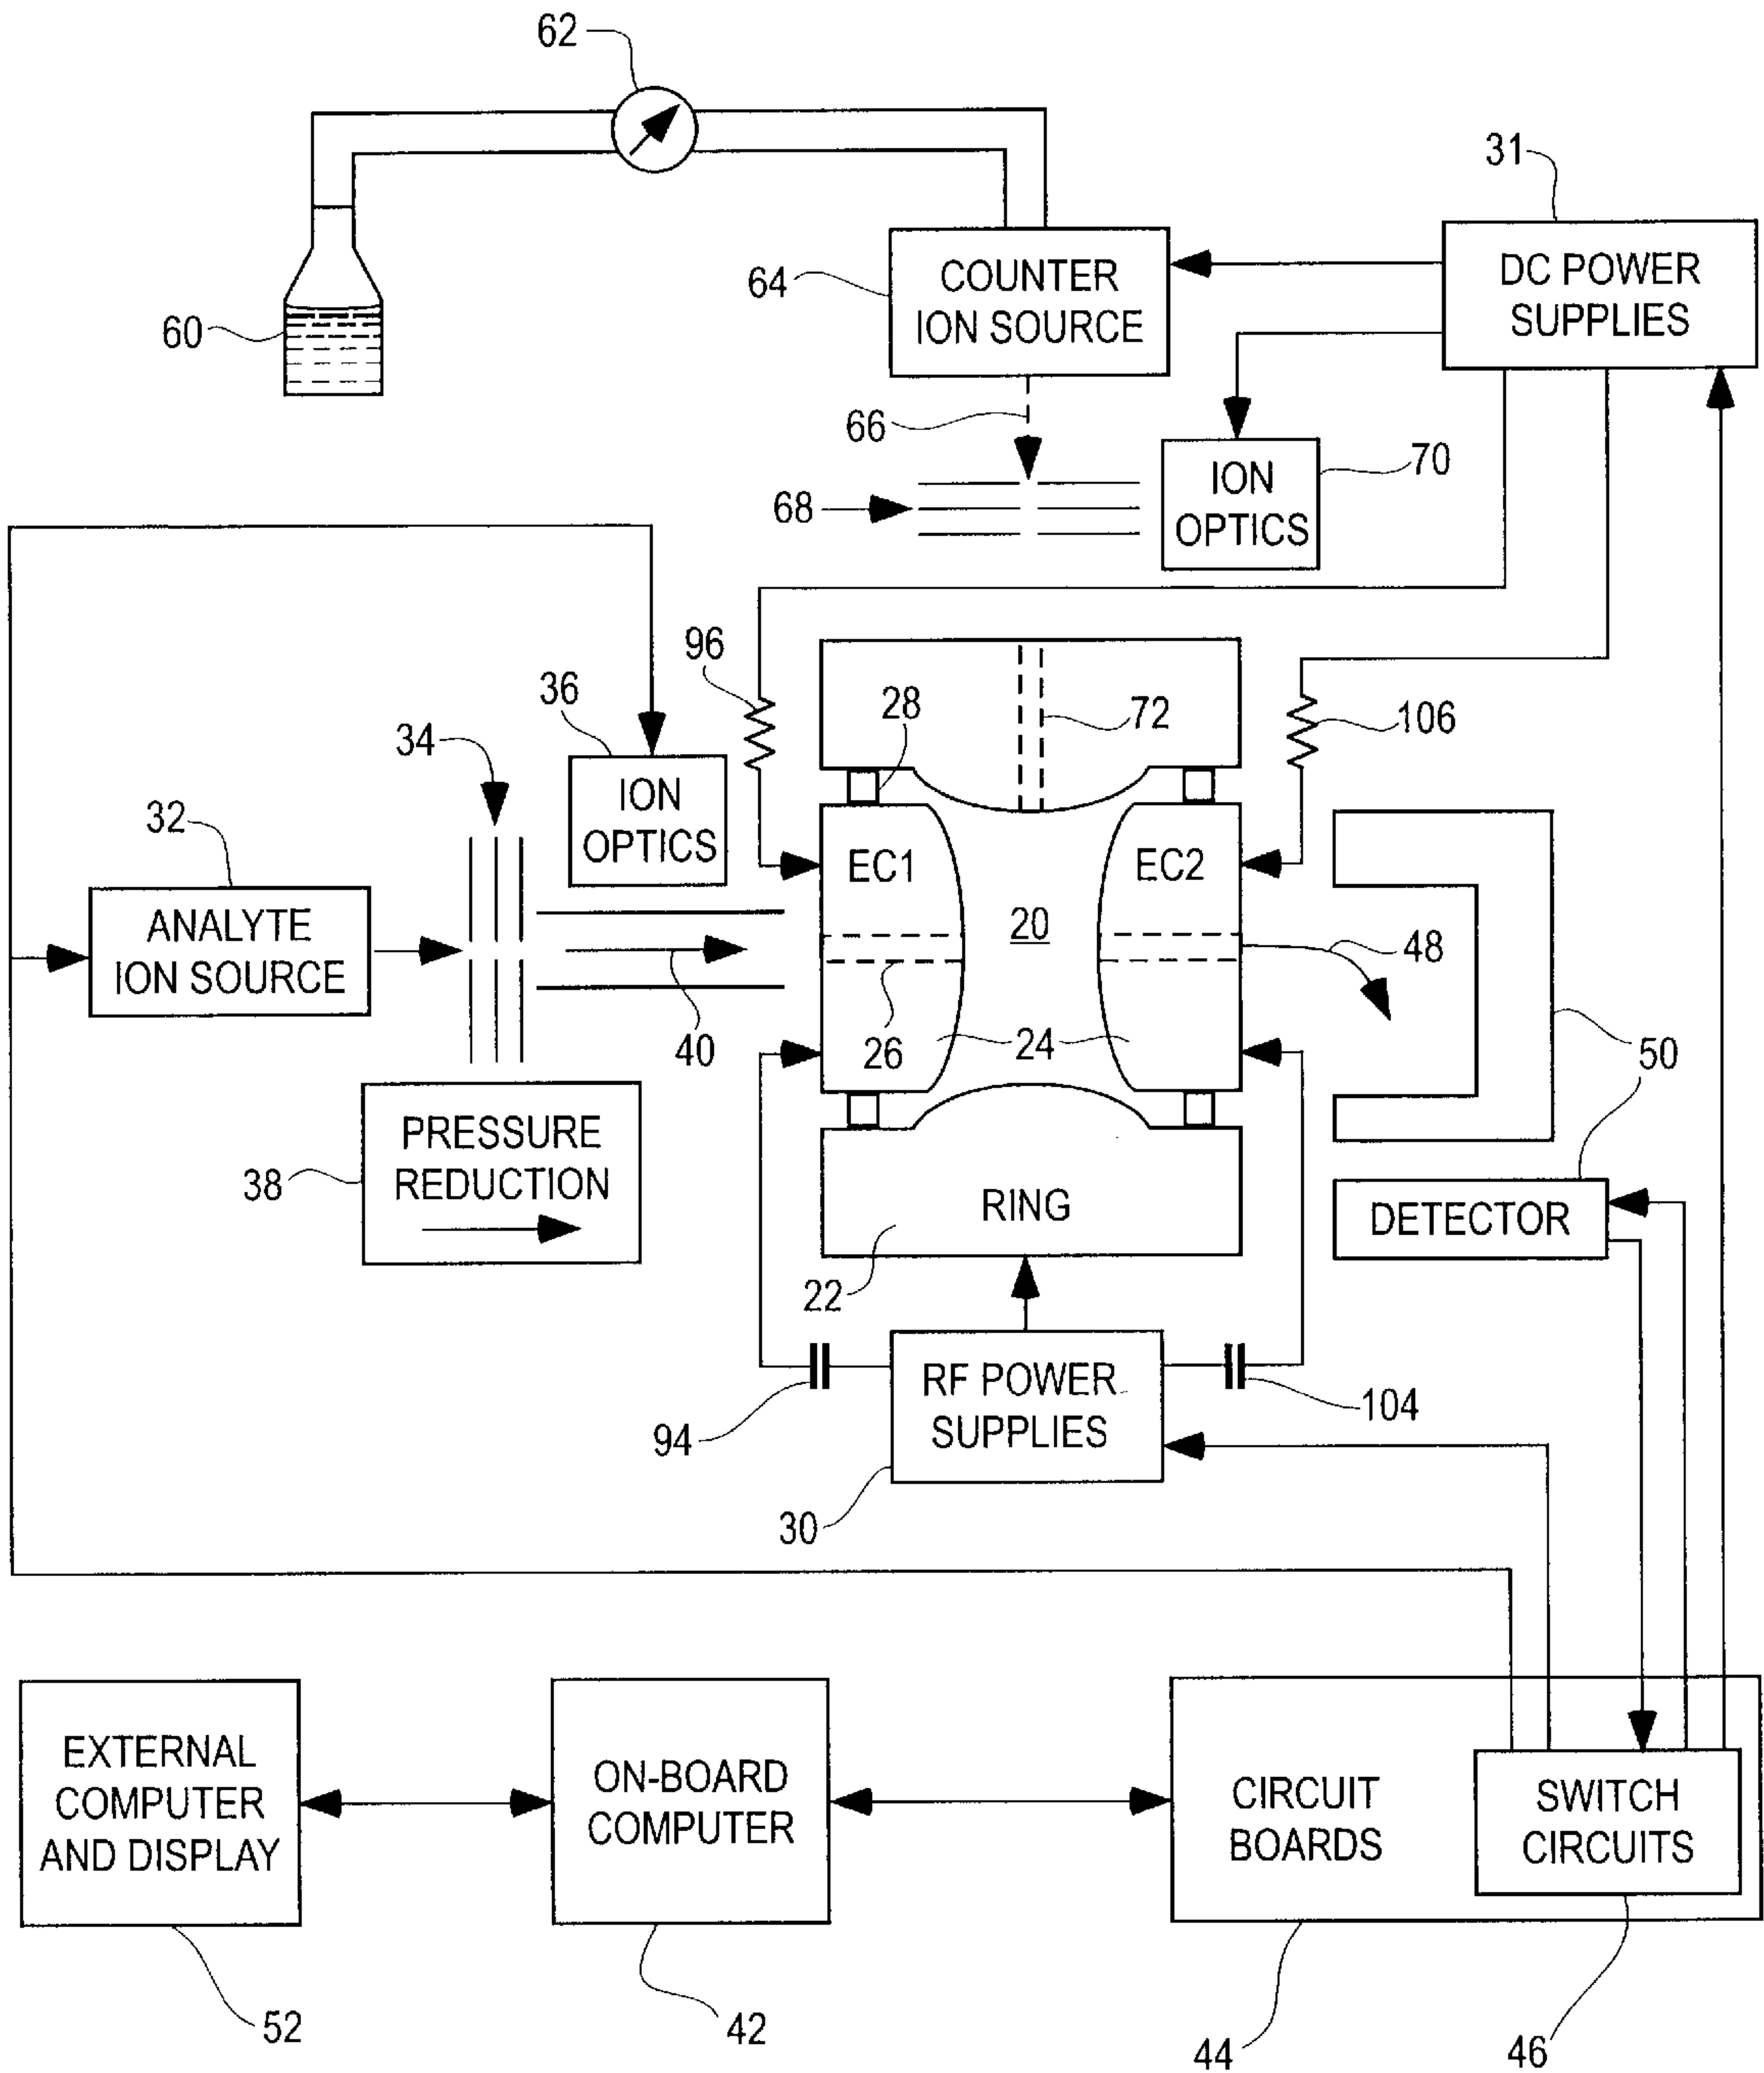 62
31
DC POWER
SUPPLIES
64
COUNTER
ION SOURCE
60
66
70
ION
OPTICS
68
96
36
28
72
106
34
ION
OPTICS
32
EC1
EC2
ANALYTE
ION SOURCE
20
48
40
26
24
50
PRESSURE
REDUCTION
38
RING
DETECTOR
22
RF POWER
SUPPLIES
94
104
30
EXTERNAL
COMPUTER
AND DISPLAY
ON-BOARD
COMPUTER
CIRCUIT
BOARDS
SWITCH
CIRCUITS
52
42
44
46